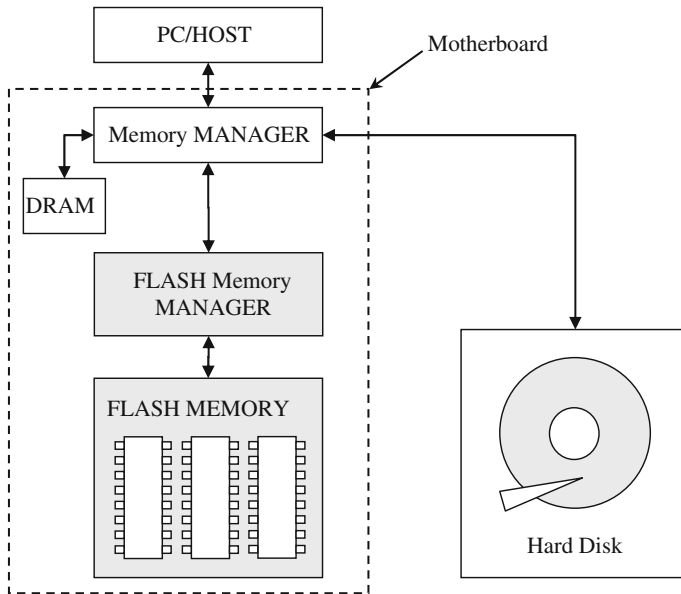 PC/HOST
Motherboard
Memory MANAGER
DRAM
FLASH Memory
MANAGER
FLASH MEMORY
Hard Disk